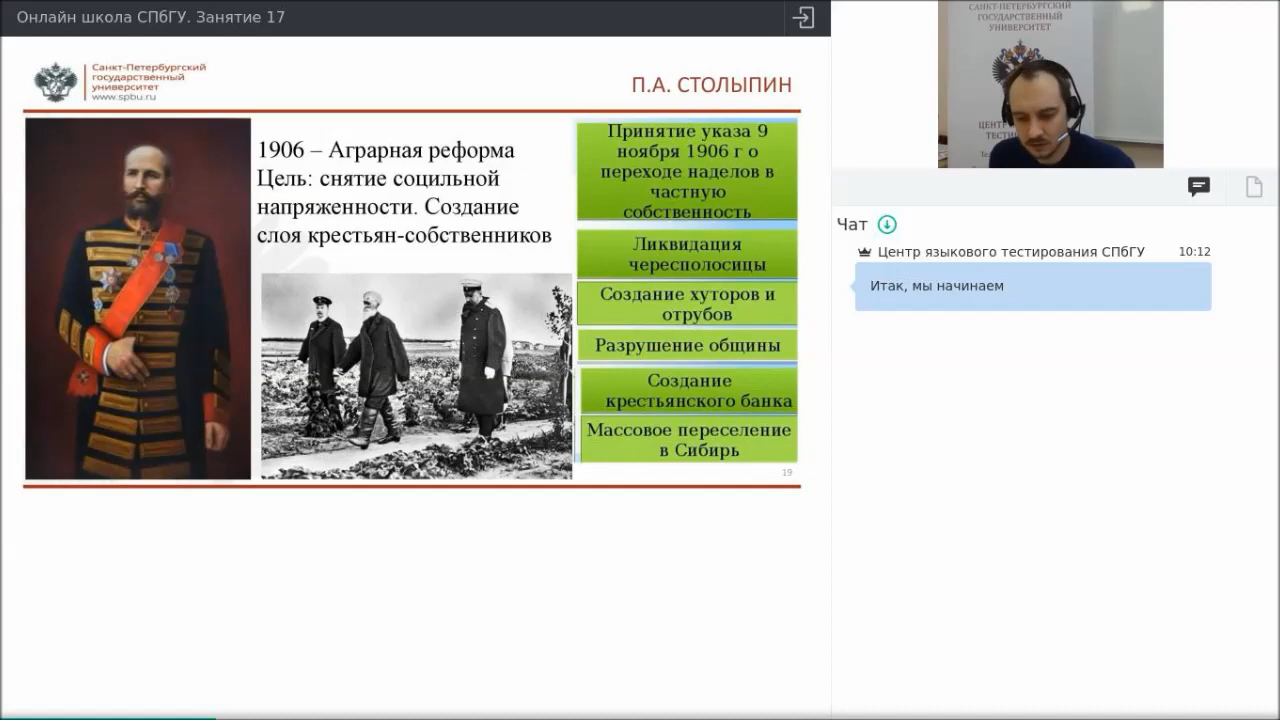 Онлайн школа СПбГУ. Занятие 17
Санкт-Петербургский
государственный
университет
www.spbu.ru
П.А. СТОЛЫПИН
1906 – Аграрная реформа
Цель: снятие социльной
напряженности. Создание
слоя крестьян-собственников
Принятие указа 9
ноября 1906 г о
переходе наделов в
частную
собственность
Ликвидация
чересполосицы
Создание хуторов и
отрубов
Разрушение общины
Создание
крестьянского банка
Массовое переселение
в Сибирь
19
САНКТ-ПЕТЕРБУРГСКИЙ
ГОСУДАРСТВЕННЫЙ
УНИВЕРСИТЕТ
Чат
Центр языкового тестирования СПбГУ 10:12
Итак, мы начинаем